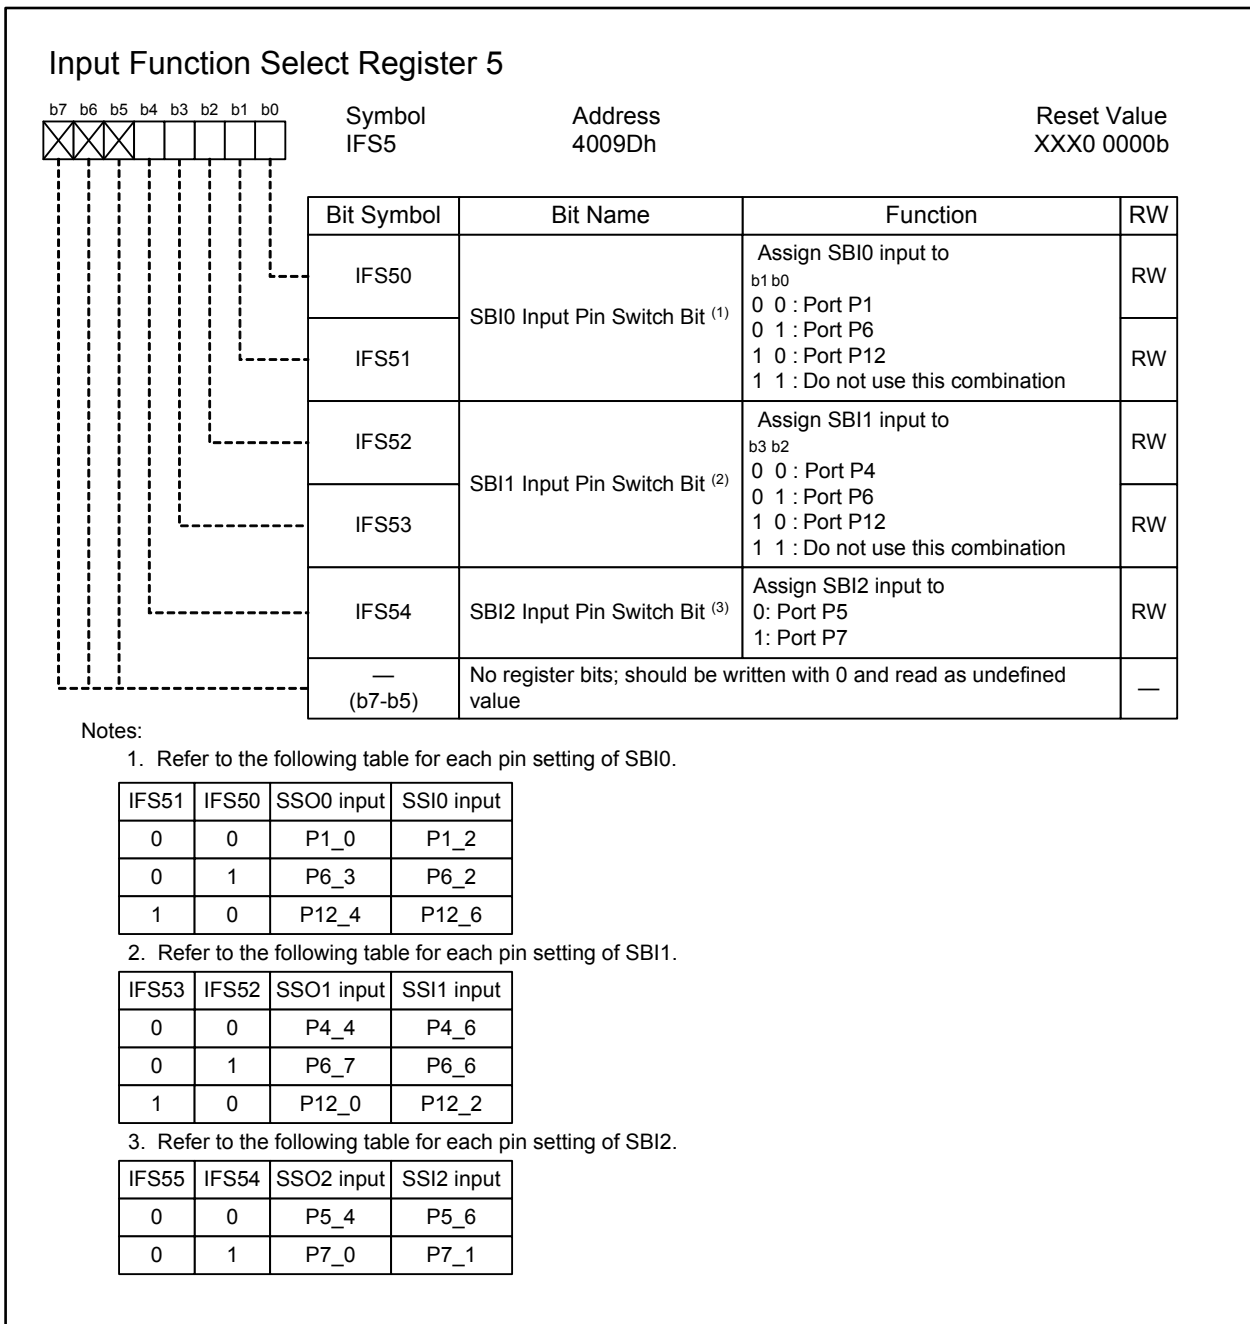 Input Function Select Register 5
b7 b6 b5 b4 b3 b2 b1 b0
Symbol Address Reset Value
IFS5 4009Dh XXX0 0000b
Bit Symbol Bit Name Function RW
IFS50 SBI0 Input Pin Switch Bit (1) Assign SBI0 input to RW
b1 b0
0 0 : Port P1
0 1 : Port P6
IFS51 1 0 : Port P12 RW
1 1 : Do not use this combination
IFS52 SBI1 Input Pin Switch Bit (2) Assign SBI1 input to RW
b3 b2
0 0 : Port P4
0 1 : Port P6
IFS53 1 0 : Port P12 RW
1 1 : Do not use this combination
IFS54 SBI2 Input Pin Switch Bit (3) Assign SBI2 input to RW
0: Port P5
1: Port P7
— No register bits; should be written with 0 and read as undefined —
(b7-b5) value
Notes:
1. Refer to the following table for each pin setting of SBI0.
IFS51 IFS50 SSO0 input SSI0 input
0 0 P1_0 P1_2
0 1 P6_3 P6_2
1 0 P12_4 P12_6
2. Refer to the following table for each pin setting of SBI1.
IFS53 IFS52 SSO1 input SSI1 input
0 0 P4_4 P4_6
0 1 P6_7 P6_6
1 0 P12_0 P12_2
3. Refer to the following table for each pin setting of SBI2.
IFS55 IFS54 SSO2 input SSI2 input
0 0 P5_4 P5_6
0 1 P7_0 P7_1